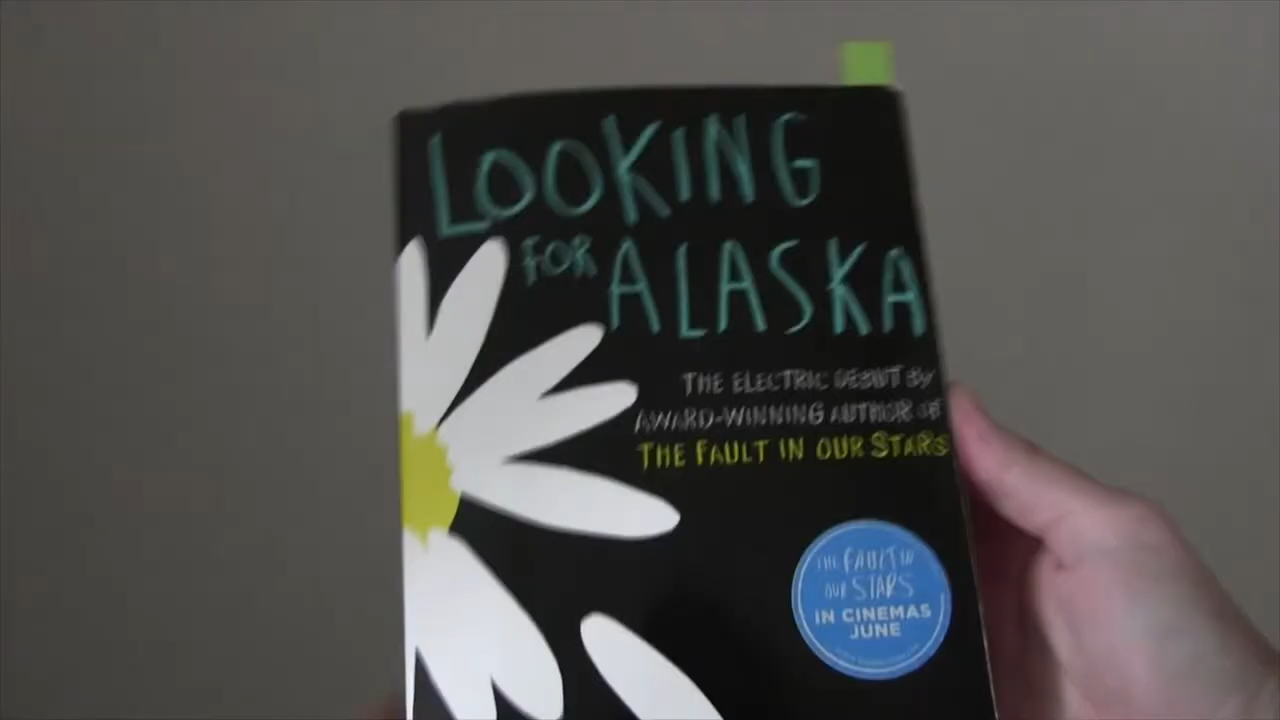 LOOKING
FOR ALASKA
THE ELECTRIC DEBUT BY
AWARD-WINNING AUTHOR OF
THE FAULT IN OUR STARS
THE FAULT IN
OUR STARS
IN CINEMAS
JUNE